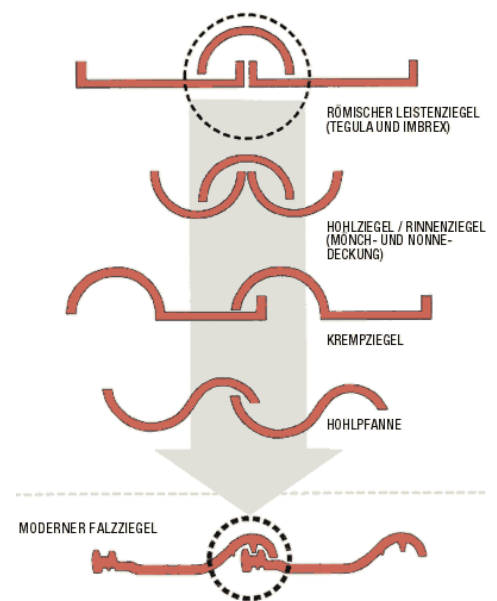 RÖMISCHER LEISTENZIEGEL
(TEGULA UND IMBREX)
HOHLZIEGEL / RINNENZIEGEL
(MÖNCH- UND NONNE-
DECKUNG)
KREMPZIEGEL
HOHLPFANNE
MODERNER FALZZIEGEL